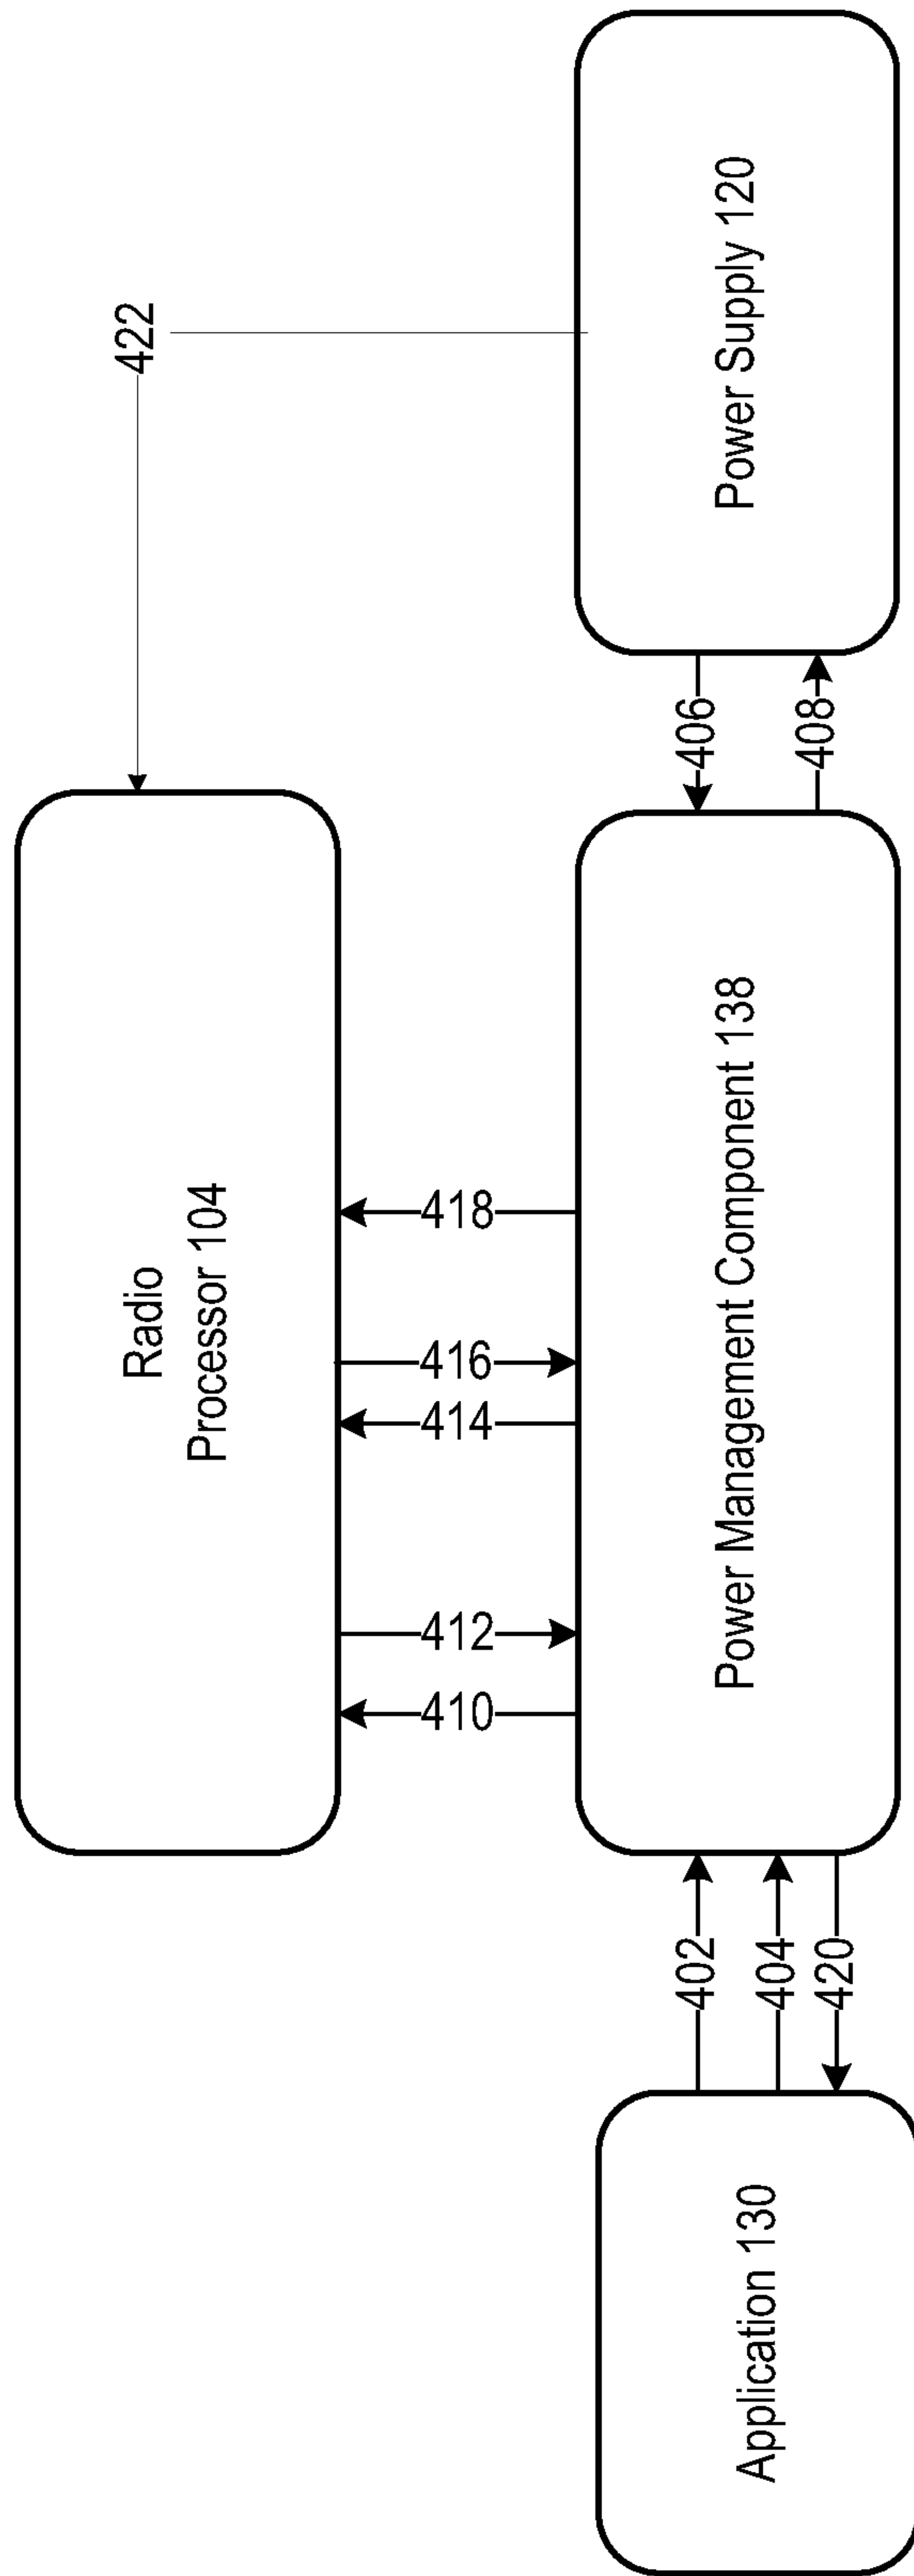 422
Radio
Processor 104
418
416
414
412
410
406
408
Power Supply 120
Power Management Component 138
402
404
420
Application 130